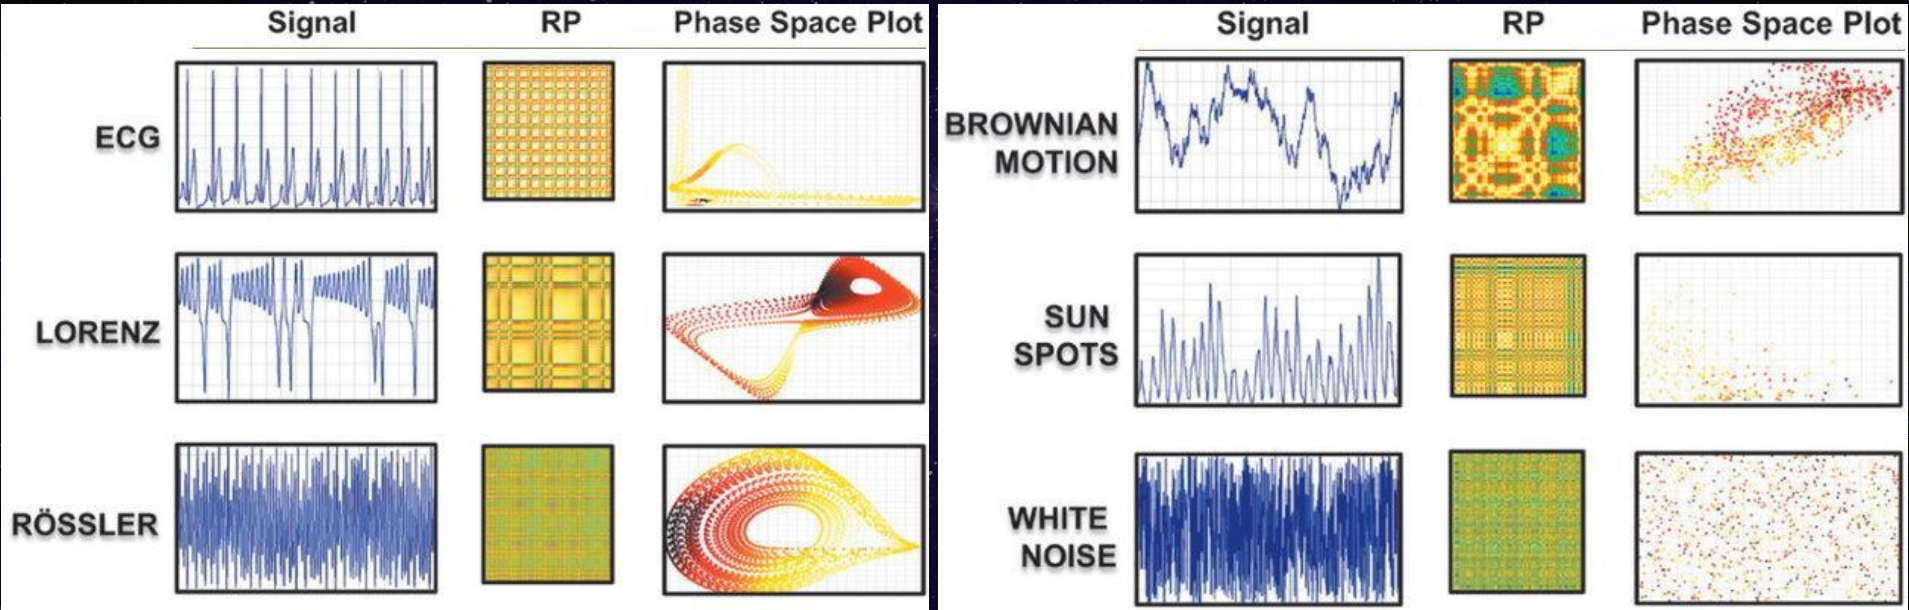 Signal RP Phase Space Plot
ECG
LORENZ
RÖSSLER
Signal RP Phase Space Plot
BROWNIAN
MOTION
SUN
SPOTS
WHITE
NOISE